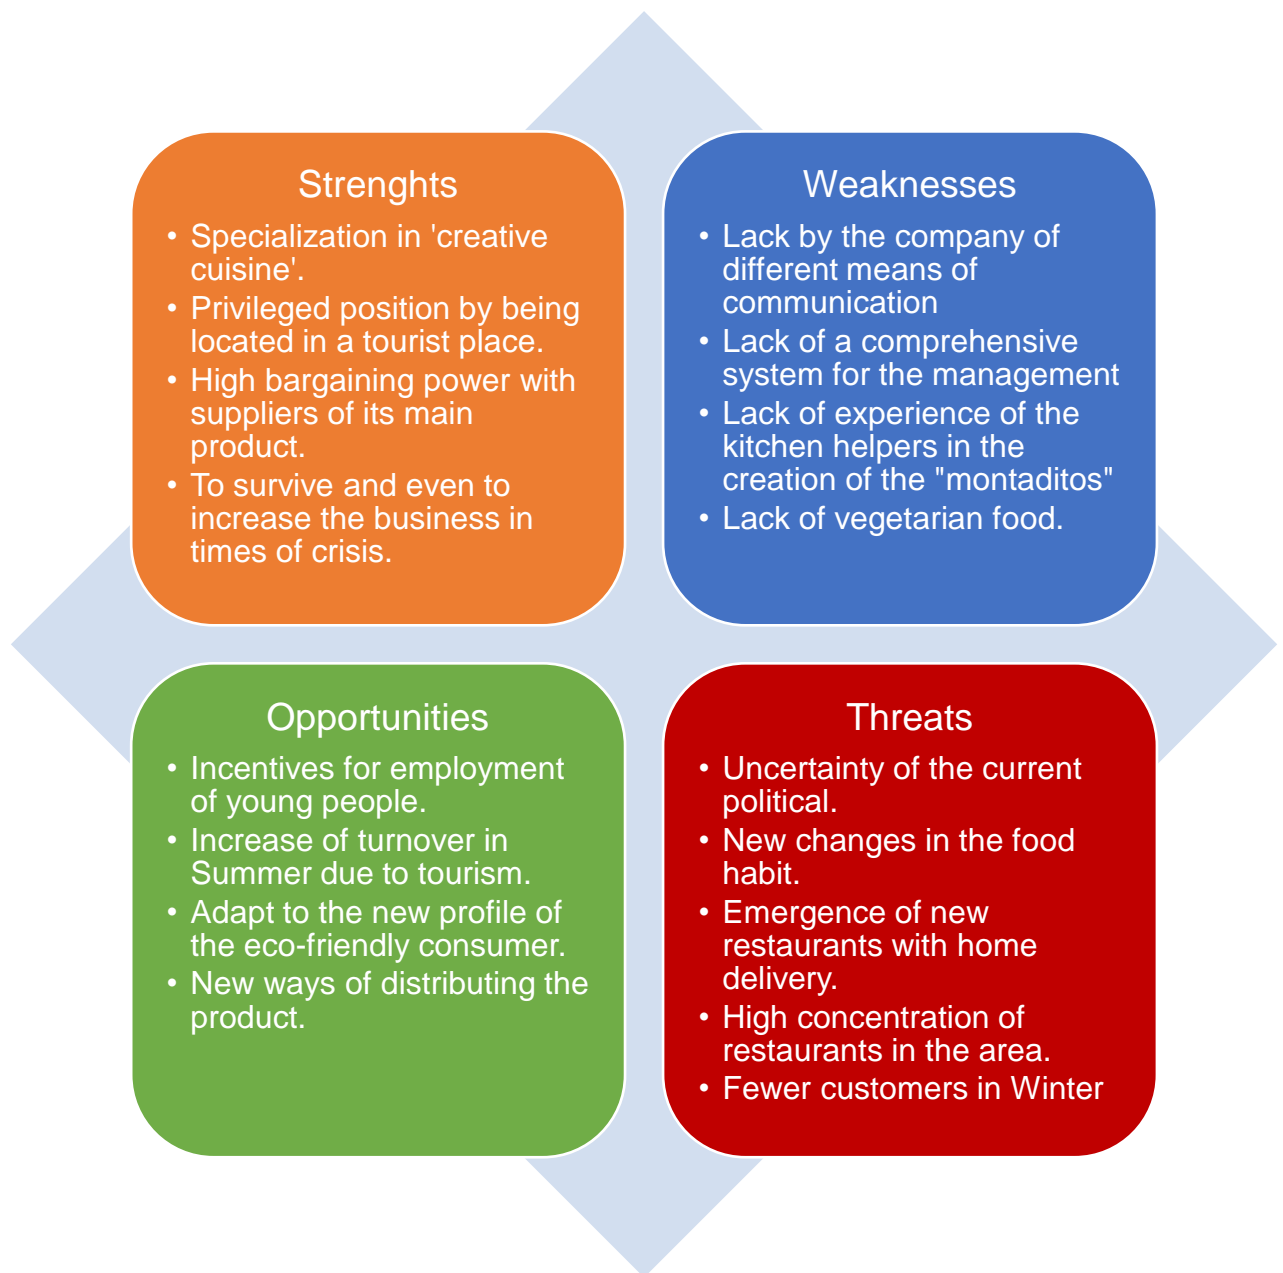 Strenghts
• Specialization in 'creative
cuisine'.
• Privileged position by being
located in a tourist place.
• High bargaining power with
suppliers of its main
product.
• To survive and even to
increase the business in
times of crisis.
Weaknesses
• Lack by the company of
different means of
communication
• Lack of a comprehensive
system for the management
• Lack of experience of the
kitchen helpers in the
creation of the "montaditos"
• Lack of vegetarian food.
Opportunities
• Incentives for employment
of young people.
• Increase of turnover in
Summer due to tourism.
• Adapt to the new profile of
the eco-friendly consumer.
• New ways of distributing the
product.
Threats
• Uncertainty of the current
political.
• New changes in the food
habit.
• Emergence of new
restaurants with home
delivery.
• High concentration of
restaurants in the area.
• Fewer customers in Winter